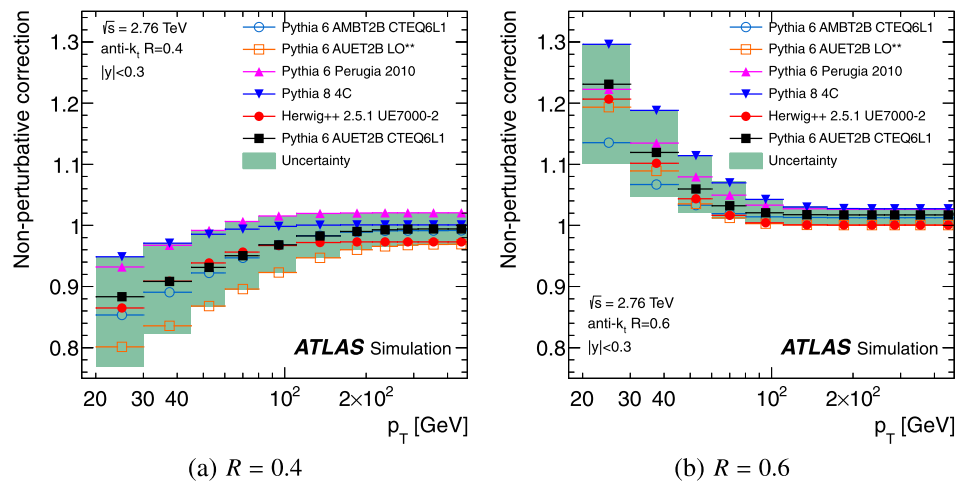 Non-perturbative correction
1.3
1.2
1.1
1
0.9
0.8
√s = 2.76 TeV
anti-kt R=0.4
|y|<0.3
Pythia 6 AMBT2B CTEQ6L1
Pythia 6 AUET2B LO**
Pythia 6 Perugia 2010
Pythia 8 4C
Herwig++ 2.5.1 UE7000-2
Pythia 6 AUET2B CTEQ6L1
Uncertainty
ATLAS Simulation
20 30 40 10² 2×10²
pT [GeV]
(a) R = 0.4
Non-perturbative correction
1.3
1.2
1.1
1
0.9
0.8
Pythia 6 AMBT2B CTEQ6L1
Pythia 6 AUET2B LO**
Pythia 6 Perugia 2010
Pythia 8 4C
Herwig++ 2.5.1 UE7000-2
Pythia 6 AUET2B CTEQ6L1
Uncertainty
√s = 2.76 TeV
anti-kt R=0.6
|y|<0.3
ATLAS Simulation
20 30 40 10² 2×10²
pT [GeV]
(b) R = 0.6